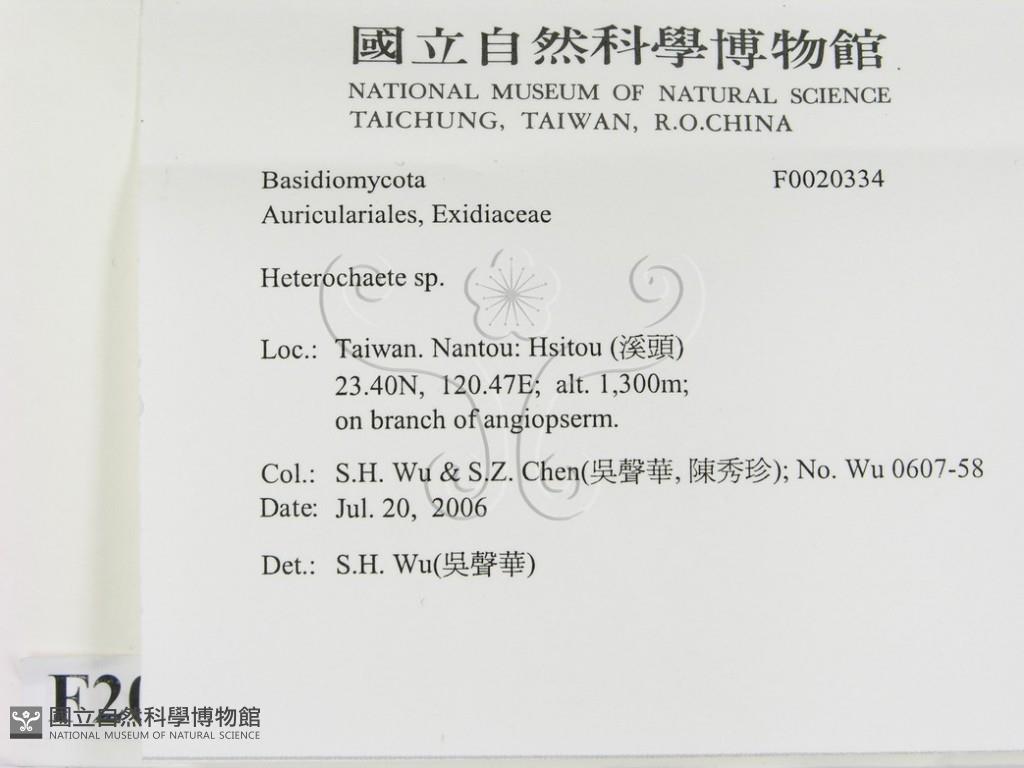 國立自然科學博物館
NATIONAL MUSEUM OF NATURAL SCIENCE
TAICHUNG, TAIWAN, R.O.CHINA
Basidiomycota F0020334
Auriculariales, Exidiaceae
Heterochaete sp.
Loc.: Taiwan. Nantou: Hsitou (溪頭)
23.40N, 120.47E; alt. 1,300m;
on branch of angiopserm.
Col.: S.H. Wu & S.Z. Chen(吳聲華, 陳秀珍); No. Wu 0607-58
Date: Jul. 20, 2006
Det.: S.H. Wu(吳聲華)
國立自然科學博物館
NATIONAL MUSEUM OF NATURAL SCIENCE